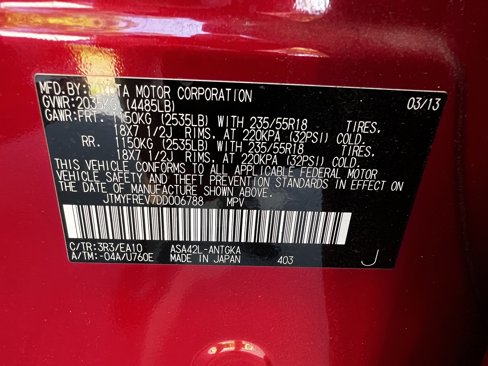 MFD.BY: TOYOTA MOTOR CORPORATION 03/13
GVWR:2035KG (4485LB)
GAWR:FRT. 1150KG (2535LB) WITH 235/55R18 TIRES,
18X7 1/2J RIMS, AT 220KPA (32PSI) COLD.
RR. 1150KG (2535LB) WITH 235/55R18 TIRES,
18X7 1/2J RIMS, AT 220KPA (32PSI) COLD.
THIS VEHICLE CONFORMS TO ALL APPLICABLE FEDERAL MOTOR
VEHICLE SAFETY AND THEFT PREVENTION STANDARDS IN EFFECT ON
THE DATE OF MANUFACTURE SHOWN ABOVE.
JTMYFREV7DD006788 MPV
C/TR:3R3/EA10 ASA42L-ANTGKA
A/TM:-04A/U760E MADE IN JAPAN 403 J